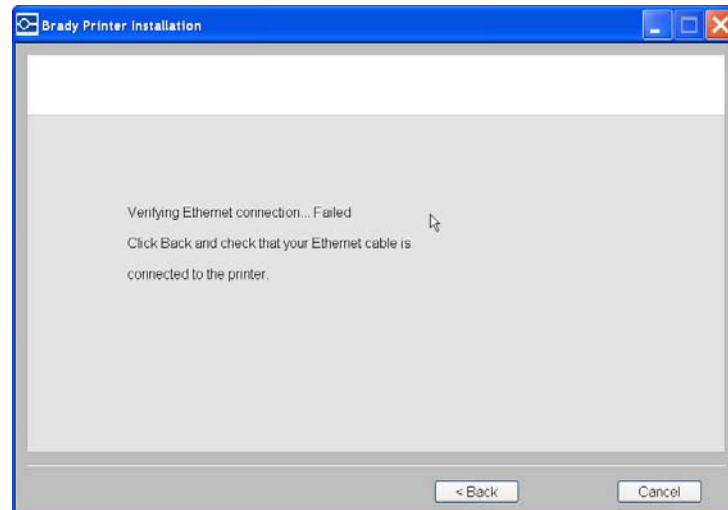 Brady Printer Installation
Verifying Ethernet connection... Failed
Click Back and check that your Ethernet cable is
connected to the printer.
< Back
Cancel